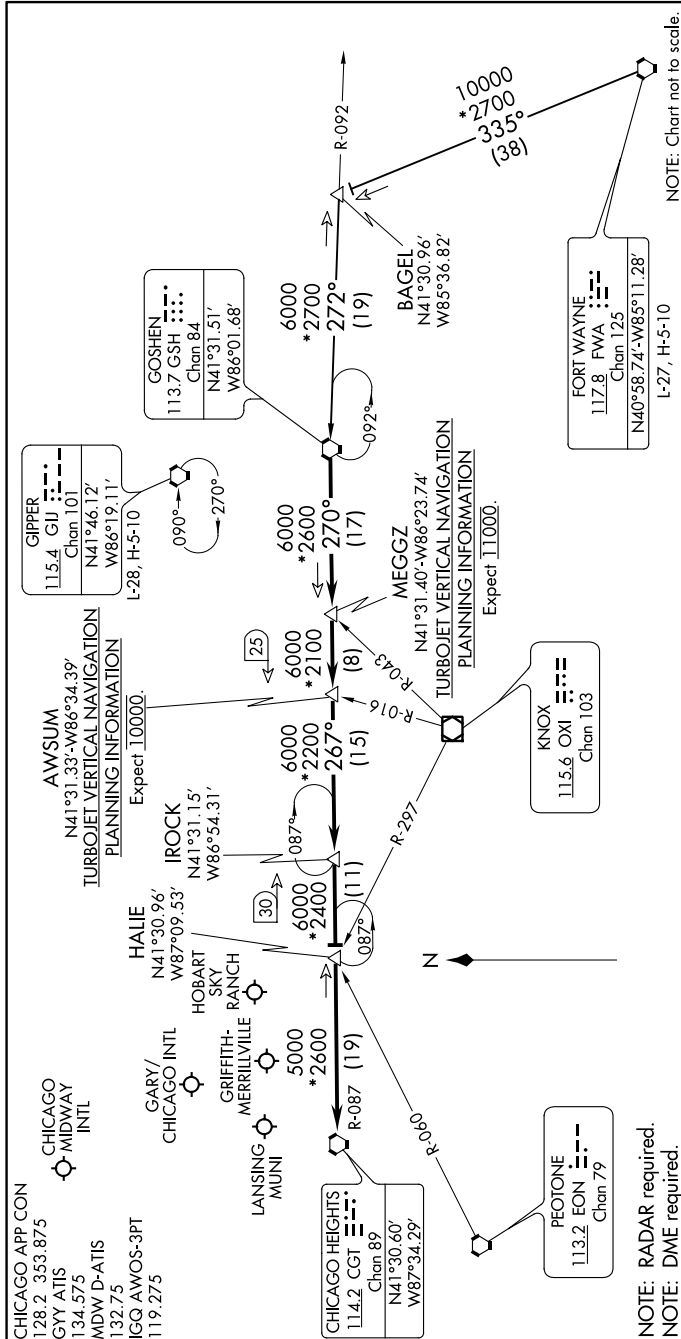 CHICAGO APP CON
128.2 353.875
GYY ATIS
134.575
MDW D-ATIS
132.75
IGQ AWOS-3PT
119.275
CHICAGO
MIDWAY
INTL
GARY/
CHICAGO INTL
GRIFFITH-
MERRILLVILLE
LANSING
MUNI
HOBART
SKY
RANCH
HALIE
N41°30.96'
W87°09.53'
IROCK
N41°31.15'
W86°54.31'
AWSUM
N41°31.33'-W86°34.39'
TURBOJET VERTICAL NAVIGATION
PLANNING INFORMATION
Expect 10000.
GIPPER
115.4 GIJ
Chan 101
N41°46.12'
W86°19.11'
L-28, H-5-10
090°
270°
GOSHEN
113.7 GSH
Chan 84
N41°31.51'
W86°01.68'
CHICAGO HEIGHTS
114.2 CGT
Chan 89
N41°30.60'
W87°34.29'
R-087
5000
*2600
(19)
30
6000
*2400
(11)
087°
087°
6000
*2200
267°
(15)
25
6000
*2100
(8)
6000
*2600
270°
(17)
092°
6000
*2700
272°
(19)
R-092
10000
*2700
335°
(38)
BAGEL
N41°30.96'
W85°36.82'
MEGGZ
N41°31.40'-W86°23.74'
TURBOJET VERTICAL NAVIGATION
PLANNING INFORMATION
Expect 11000.
R-043
R-016
R-297
R-060
N
KNOX
115.6 OXI
Chan 103
PEOTONE
113.2 EON
Chan 79
FORT WAYNE
117.8 FWA
Chan 125
N40°58.74'-W85°11.28'
L-27, H-5-10
NOTE: RADAR required.
NOTE: DME required.
NOTE: Chart not to scale.